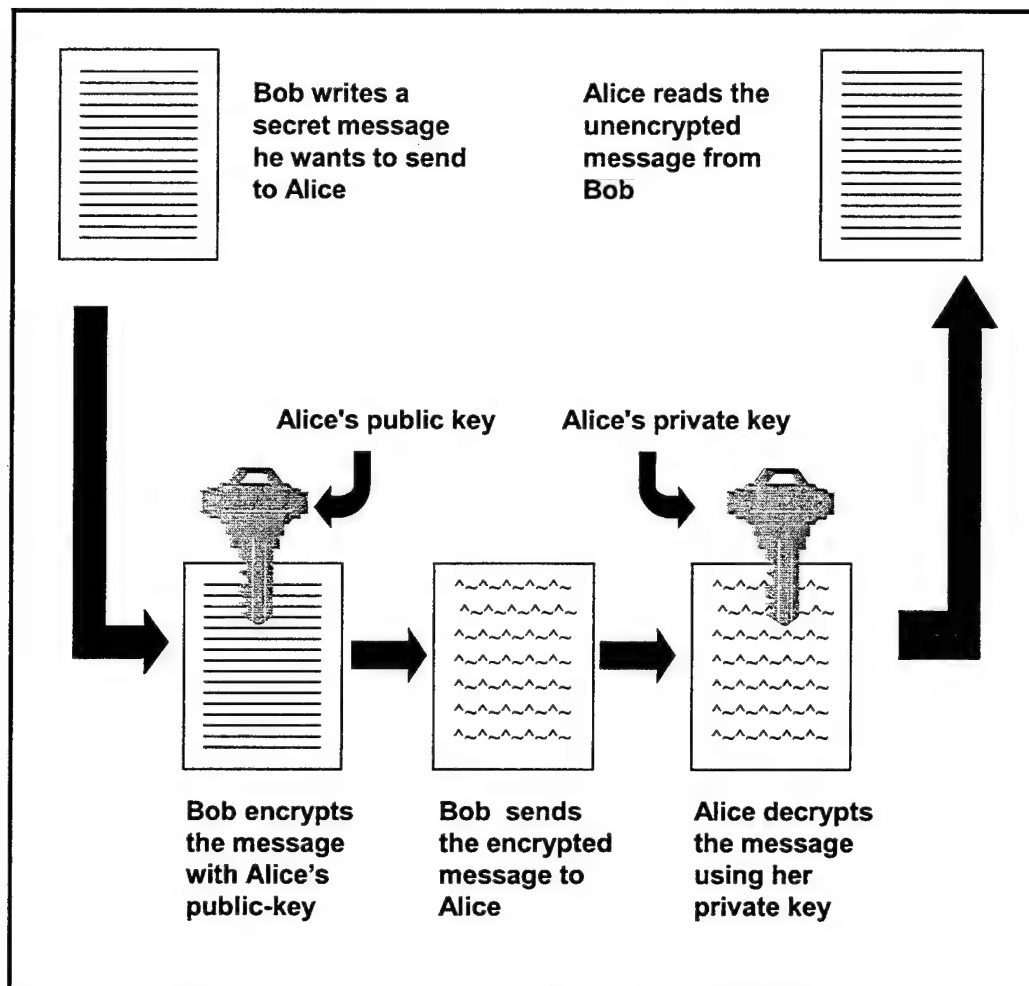 Bob writes a
secret message
he wants to send
to Alice
Alice reads the
unencrypted
message from
Bob
Alice's public key
Alice's private key
^~^~^~^~^~
^~^~^~^~^~
^~^~^~^~^~
^~^~^~^~^~
^~^~^~^~^~
^~^~^~^~^~
^~^~^~^~^~
Bob encrypts
the message
with Alice's
public-key
Bob sends
the encrypted
message to
Alice
Alice decrypts
the message
using her
private key